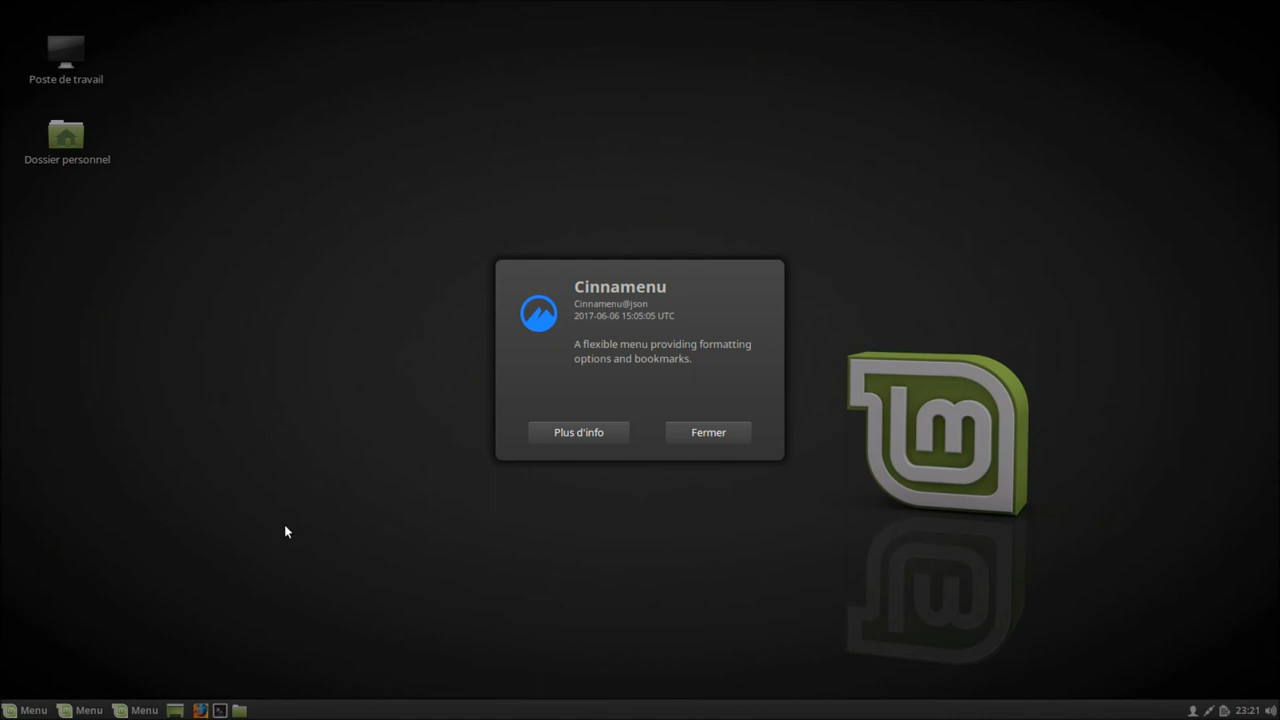 Poste de travail
Dossier personnel
Cinnamenu
Cinnamenu@json
2017-06-06 15:05:05 UTC
A flexible menu providing formatting
options and bookmarks.
Plus d'info
Fermer
lm
Menu
Menu
Menu
23:21